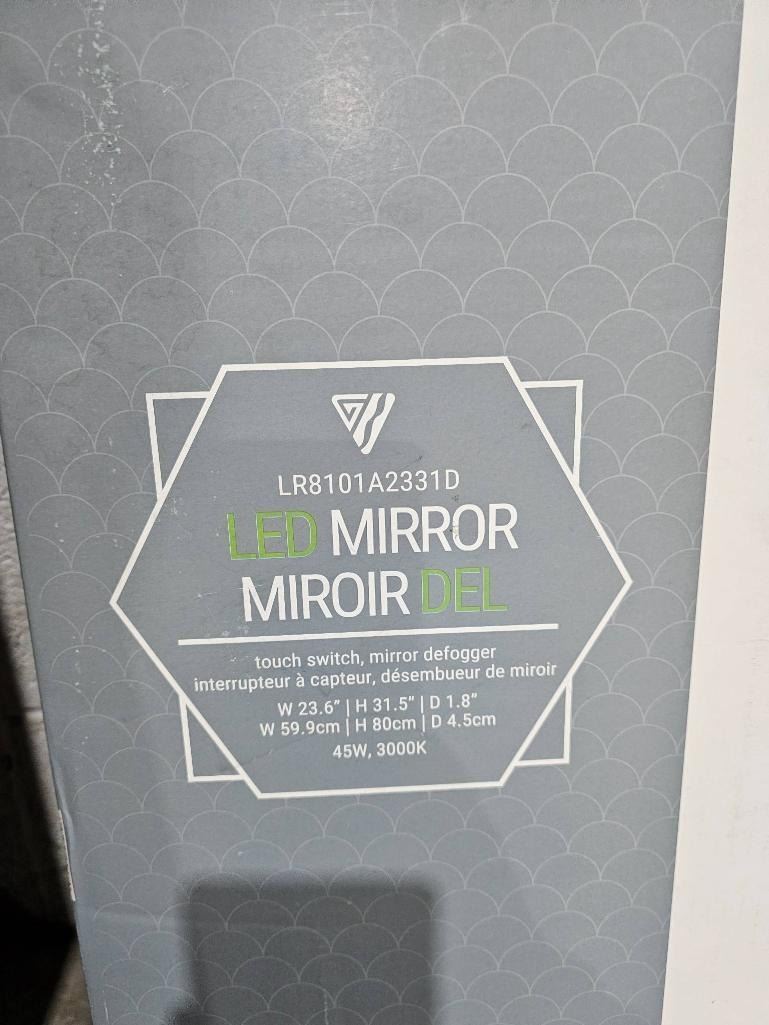 LR8101A2331D
LED MIRROR
MIROIR DEL
touch switch, mirror defogger
interrupteur à capteur, désembueur de miroir
W 23.6” | H 31.5” | D 1.8”
W 59.9cm | H 80cm | D 4.5cm
45W, 3000K